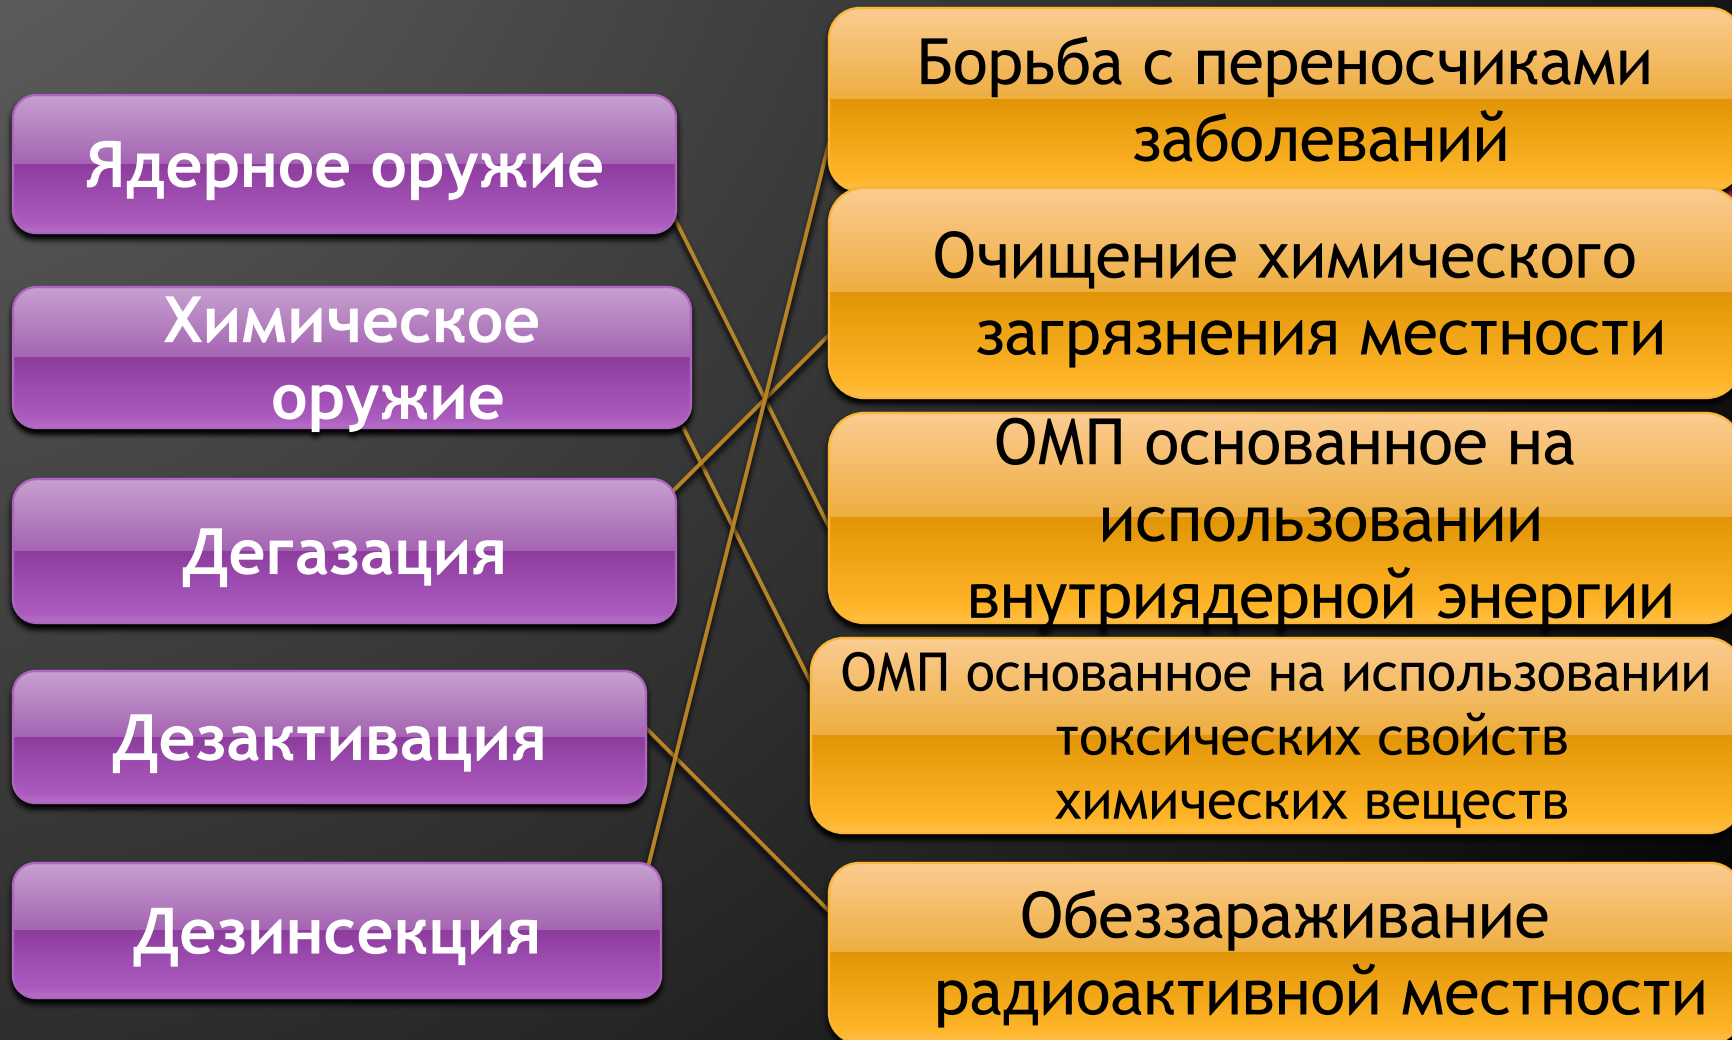 Ядерное оружие
Химическое
оружие
Дегазация
Дезактивация
Дезинсекция
Борьба с переносчиками
заболеваний
Очищение химического
загрязнения местности
ОМП основанное на
использовании
внутриядерной энергии
ОМП основанное на использовании
токсических свойств
химических веществ
Обеззараживание
радиоактивной местности